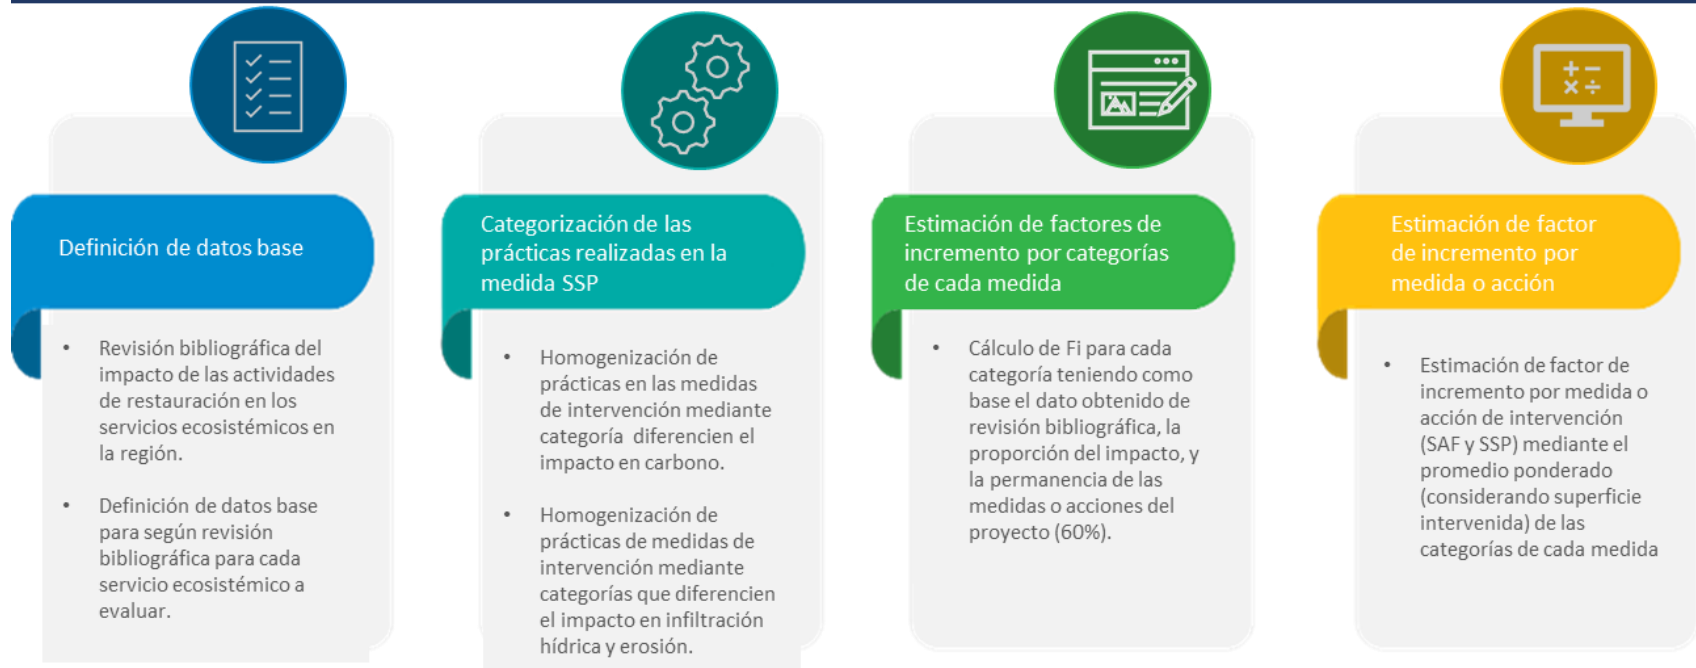 Definición de datos base
• Revisión bibliográfica del
impacto de las actividades
de restauración en los
servicios ecosistémicos en
la región.
• Definición de datos base
para según revisión
bibliográfica para cada
servicio ecosistémico a
evaluar.
Categorización de las
prácticas realizadas en la
medida SSP
• Homogenización de
prácticas en las medidas
de intervención mediante
categoría diferencien el
impacto en carbono.
• Homogenización de
prácticas de medidas de
intervención mediante
categorías que diferencien
el impacto en infiltración
hídrica y erosión.
Estimación de factores de
incremento por categorías
de cada medida
• Cálculo de Fi para cada
categoría teniendo como
base el dato obtenido de
revisión bibliográfica, la
proporción del impacto, y
la permanencia de las
medidas o acciones del
proyecto (60%).
Estimación de factor
de incremento por
medida o acción
• Estimación de factor de
incremento por medida o
acción de intervención
(SAF y SSP) mediante el
promedio ponderado
(considerando superficie
intervenida) de las
categorías de cada medida